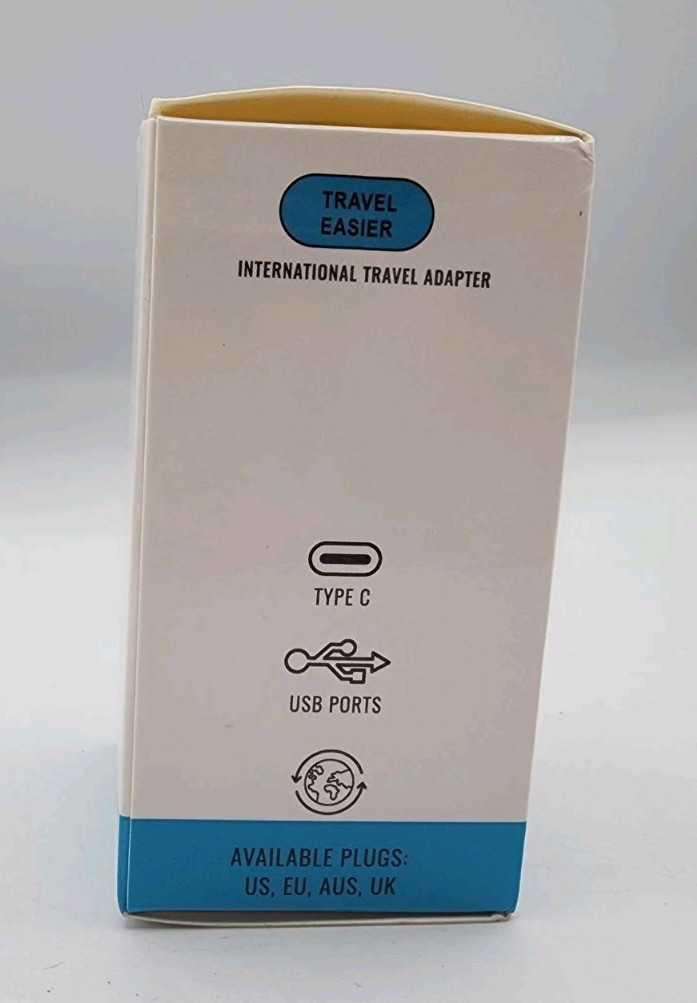 TRAVEL
EASIER
INTERNATIONAL TRAVEL ADAPTER
TYPE C
USB PORTS
AVAILABLE PLUGS:
US, EU, AUS, UK